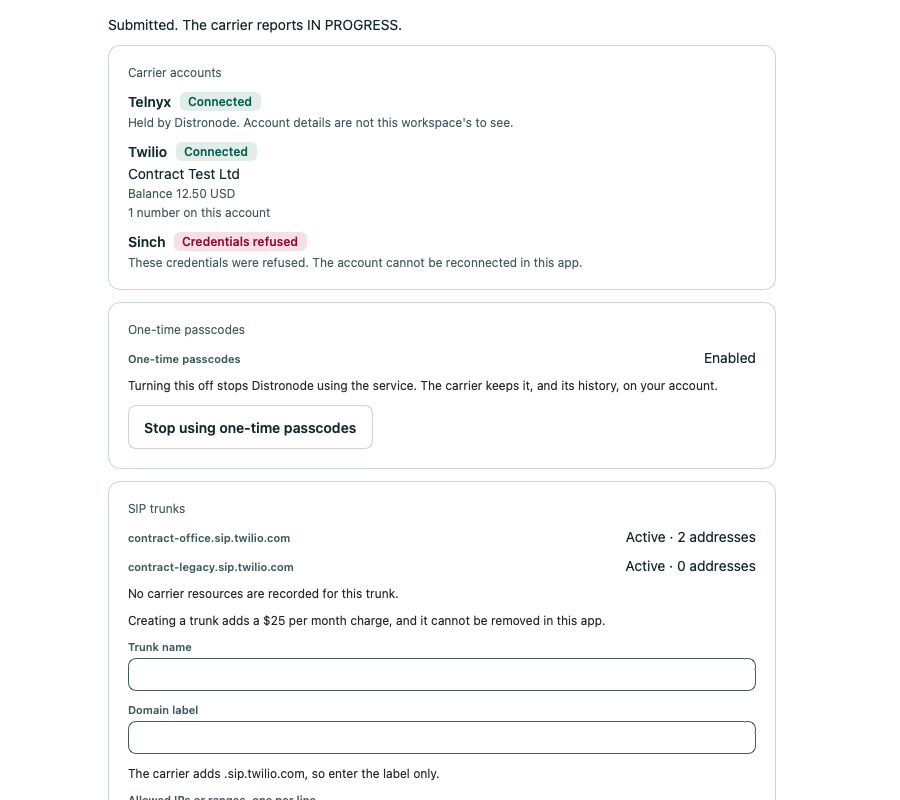 Submitted. The carrier reports IN PROGRESS.
Carrier accounts
Telnyx Connected
Held by Distronode. Account details are not this workspace's to see.
Twilio Connected
Contract Test Ltd
Balance 12.50 USD
1 number on this account
Sinch Credentials refused
These credentials were refused. The account cannot be reconnected in this app.
One-time passcodes
One-time passcodes Enabled
Turning this off stops Distronode using the service. The carrier keeps it, and its history, on your account.
Stop using one-time passcodes
SIP trunks
contract-office.sip.twilio.com Active · 2 addresses
contract-legacy.sip.twilio.com Active · 0 addresses
No carrier resources are recorded for this trunk.
Creating a trunk adds a $25 per month charge, and it cannot be removed in this app.
Trunk name
Domain label
The carrier adds .sip.twilio.com, so enter the label only.
Allowed IPs or ranges, one per line